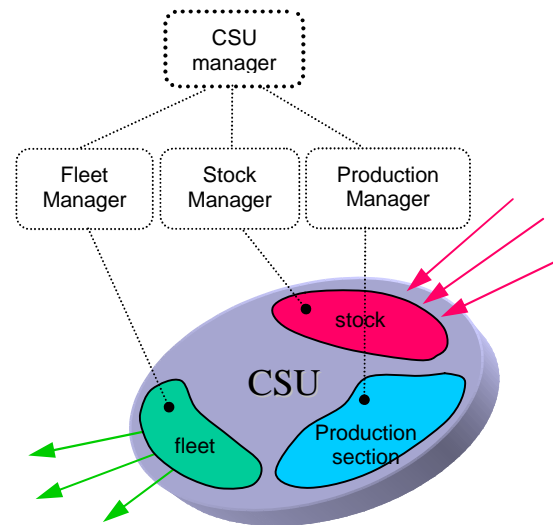 CSU
manager
Fleet
Manager
Stock
Manager
Production
Manager
stock
CSU
fleet
Production
section